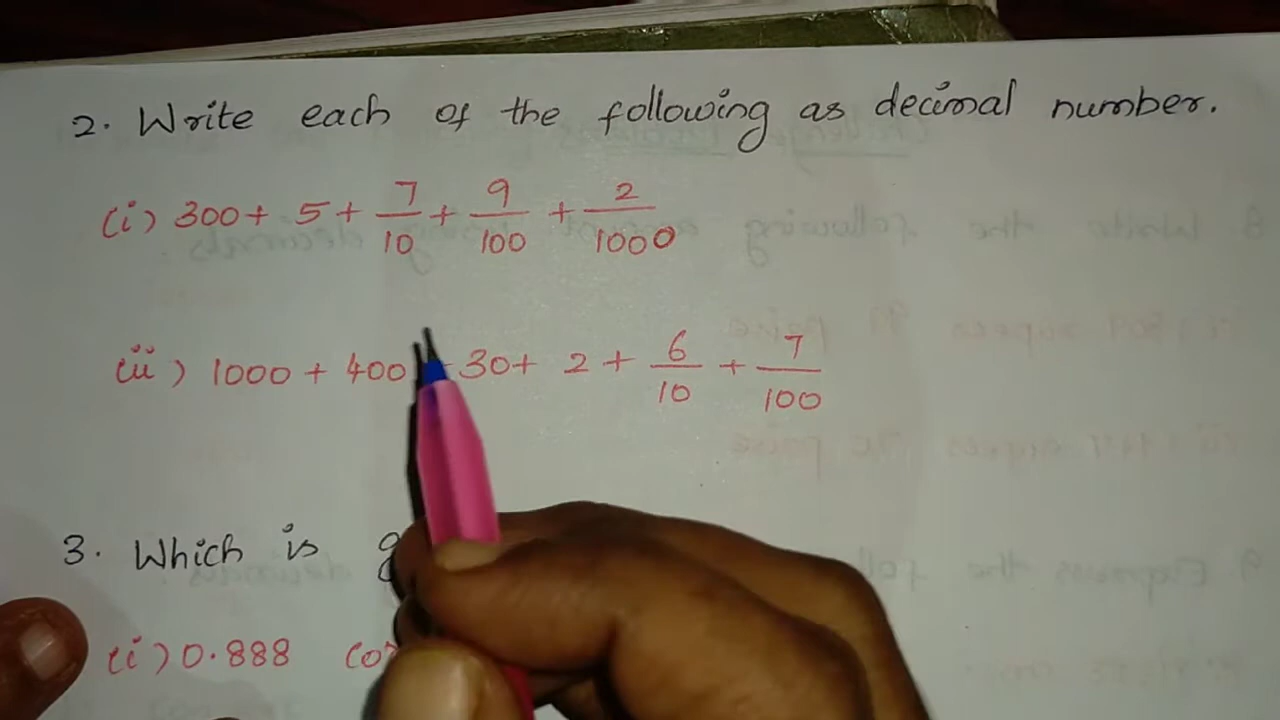 2. Write each of the following as decimal number.
(i) 300 + 5 + 7/10 + 9/100 + 2/1000
(ii) 1000 + 400 + 30 + 2 + 6/10 + 7/100
3. Which is
(i) 0.888 (or